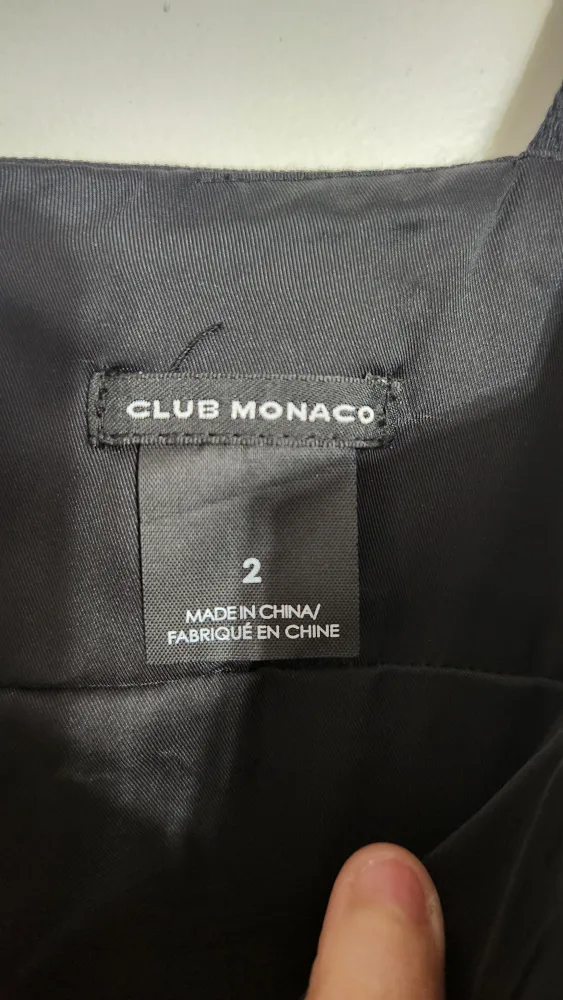 CLUB MONACO
2
MADE IN CHINA/
FABRIQUÉ EN CHINE